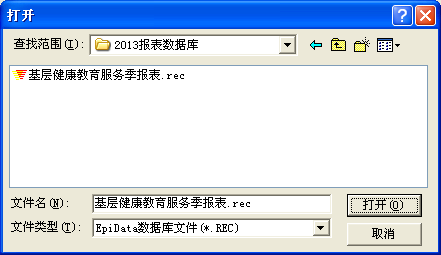 打开
查找范围(I): 2013报表数据库
基层健康教育服务季报表.rec
文件名(N): 基层健康教育服务季报表.rec 打开(O)
文件类型(T): EpiData数据库文件(*.REC) 取消